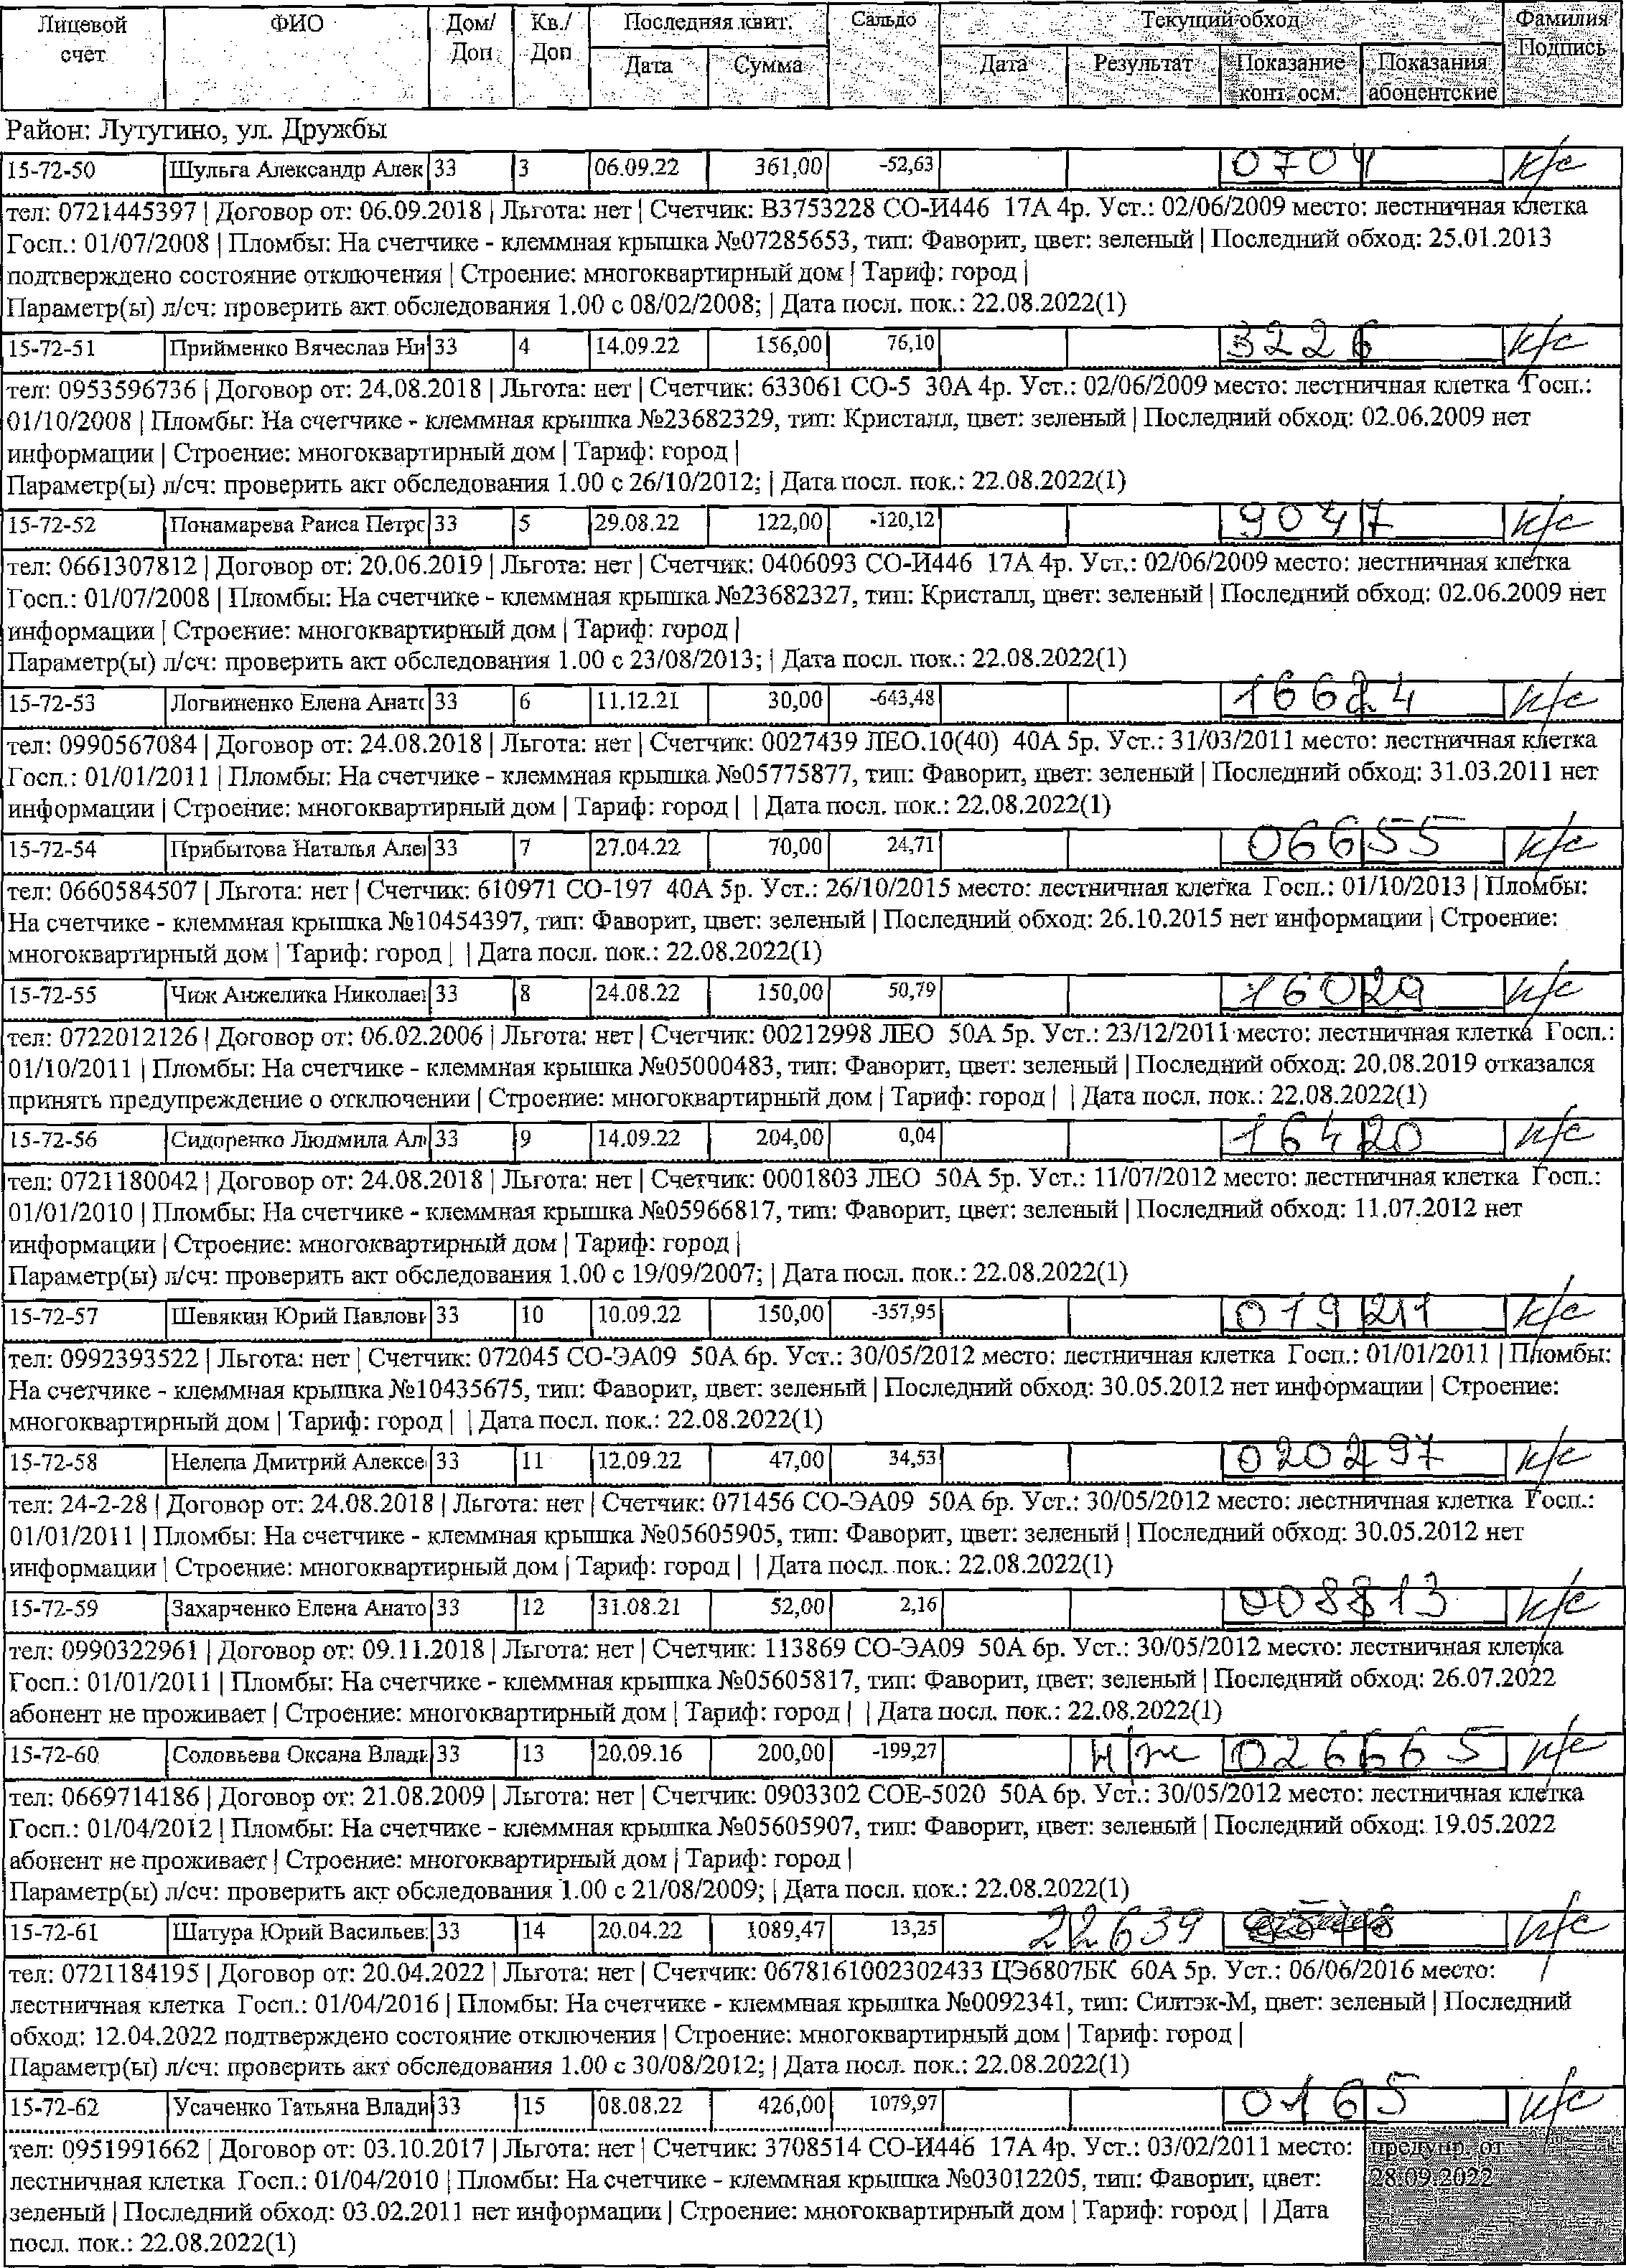 Лицевой счет | ФИО | Дом/Доп | Кв./Доп | Последняя квит. | Сальдо | Текущий обход | Фамилия Подпись
Дата | Сумма | Дата | Результат | Показание конт. осм. | Показания абонентские
Район: Лутугино, ул. Дружбы
15-72-50 | Шульга Александр Алек | 33 | 3 | 06.09.22 | 361,00 | -52,63 | 0704 | к/с
тел: 0721445397 | Договор от: 06.09.2018 | Льгота: нет | Счетчик: В3753228 СО-И446 17А 4р. Уст.: 02/06/2009 место: лестничная клетка
Госп.: 01/07/2008 | Пломбы: На счетчике - клеммная крышка №07285653, тип: Фаворит, цвет: зеленый | Последний обход: 25.01.2013
подтверждено состояние отключения | Строение: многоквартирный дом | Тариф: город |
Параметр(ы) л/сч: проверить акт обследования 1.00 с 08/02/2008; | Дата посл. пок.: 22.08.2022(1)
15-72-51 | Прийменко Вячеслав Ни | 33 | 4 | 14.09.22 | 156,00 | 76,10 | 3226 | к/с
тел: 0953596736 | Договор от: 24.08.2018 | Льгота: нет | Счетчик: 633061 СО-5 30А 4р. Уст.: 02/06/2009 место: лестничная клетка Госп.:
01/10/2008 | Пломбы: На счетчике - клеммная крышка №23682329, тип: Кристалл, цвет: зеленый | Последний обход: 02.06.2009 нет
информации | Строение: многоквартирный дом | Тариф: город |
Параметр(ы) л/сч: проверить акт обследования 1.00 с 26/10/2012; | Дата посл. пок.: 22.08.2022(1)
15-72-52 | Понамарева Раиса Петрс | 33 | 5 | 29.08.22 | 122,00 | -120,12 | 9047 | к/с
тел: 0661307812 | Договор от: 20.06.2019 | Льгота: нет | Счетчик: 0406093 СО-И446 17А 4р. Уст.: 02/06/2009 место: лестничная клетка
Госп.: 01/07/2008 | Пломбы: На счетчике - клеммная крышка №23682327, тип: Кристалл, цвет: зеленый | Последний обход: 02.06.2009 нет
информации | Строение: многоквартирный дом | Тариф: город |
Параметр(ы) л/сч: проверить акт обследования 1.00 с 23/08/2013; | Дата посл. пок.: 22.08.2022(1)
15-72-53 | Логвиненко Елена Анатс | 33 | 6 | 11.12.21 | 30,00 | -643,48 | 16624 | к/с
тел: 0990567084 | Договор от: 24.08.2018 | Льгота: нет | Счетчик: 0027439 ЛЕО.10(40) 40А 5р. Уст.: 31/03/2011 место: лестничная клетка
Госп.: 01/01/2011 | Пломбы: На счетчике - клеммная крышка №05775877, тип: Фаворит, цвет: зеленый | Последний обход: 31.03.2011 нет
информации | Строение: многоквартирный дом | Тариф: город | | Дата посл. пок.: 22.08.2022(1)
15-72-54 | Прибытова Наталья Але | 33 | 7 | 27.04.22 | 70,00 | 24,71 | 06655 | к/с
тел: 0660584507 | Льгота: нет | Счетчик: 610971 СО-197 40А 5р. Уст.: 26/10/2015 место: лестничная клетка Госп.: 01/10/2013 | Пломбы:
На счетчике - клеммная крышка №10454397, тип: Фаворит, цвет: зеленый | Последний обход: 26.10.2015 нет информации | Строение:
многоквартирный дом | Тариф: город | | Дата посл. пок.: 22.08.2022(1)
15-72-55 | Чиж Анжелика Николае | 33 | 8 | 24.08.22 | 150,00 | 50,79 | 16029 | к/с
тел: 0722012126 | Договор от: 06.02.2006 | Льгота: нет | Счетчик: 00212998 ЛЕО 50А 5р. Уст.: 23/12/2011 место: лестничная клетка Госп.:
01/10/2011 | Пломбы: На счетчике - клеммная крышка №05000483, тип: Фаворит, цвет: зеленый | Последний обход: 20.08.2019 отказался
принять предупреждение о отключении | Строение: многоквартирный дом | Тариф: город | | Дата посл. пок.: 22.08.2022(1)
15-72-56 | Сидоренко Людмила Ал | 33 | 9 | 14.09.22 | 204,00 | 0,04 | 16420 | к/с
тел: 0721180042 | Договор от: 24.08.2018 | Льгота: нет | Счетчик: 0001803 ЛЕО 50А 5р. Уст.: 11/07/2012 место: лестничная клетка Госп.:
01/01/2010 | Пломбы: На счетчике - клеммная крышка №05966817, тип: Фаворит, цвет: зеленый | Последний обход: 11.07.2012 нет
информации | Строение: многоквартирный дом | Тариф: город |
Параметр(ы) л/сч: проверить акт обследования 1.00 с 19/09/2007; | Дата посл. пок.: 22.08.2022(1)
15-72-57 | Шевякин Юрий Павлов | 33 | 10 | 10.09.22 | 150,00 | -357,95 | 019211 | к/с
тел: 0992393522 | Льгота: нет | Счетчик: 072045 СО-ЭА09 50А 6р. Уст.: 30/05/2012 место: лестничная клетка Госп.: 01/01/2011 | Пломбы:
На счетчике - клеммная крышка №10435675, тип: Фаворит, цвет: зеленый | Последний обход: 30.05.2012 нет информации | Строение:
многоквартирный дом | Тариф: город | | Дата посл. пок.: 22.08.2022(1)
15-72-58 | Нелепа Дмитрий Алексе | 33 | 11 | 12.09.22 | 47,00 | 34,53 | 020297 | к/с
тел: 24-2-28 | Договор от: 24.08.2018 | Льгота: нет | Счетчик: 071456 СО-ЭА09 50А 6р. Уст.: 30/05/2012 место: лестничная клетка Госп.:
01/01/2011 | Пломбы: На счетчике - клеммная крышка №05605905, тип: Фаворит, цвет: зеленый | Последний обход: 30.05.2012 нет
информации | Строение: многоквартирный дом | Тариф: город | | Дата посл. пок.: 22.08.2022(1)
15-72-59 | Захарченко Елена Анато | 33 | 12 | 31.08.21 | 52,00 | 2,16 | 008813 | к/с
тел: 0990322961 | Договор от: 09.11.2018 | Льгота: нет | Счетчик: 113869 СО-ЭА09 50А 6р. Уст.: 30/05/2012 место: лестничная клетка
Госп.: 01/01/2011 | Пломбы: На счетчике - клеммная крышка №05605817, тип: Фаворит, цвет: зеленый | Последний обход: 26.07.2022
абонент не проживает | Строение: многоквартирный дом | Тариф: город | | Дата посл. пок.: 22.08.2022(1)
15-72-60 | Соловьева Оксана Влади | 33 | 13 | 20.09.16 | 200,00 | -199,27 | н/ж | 026665 | к/с
тел: 0669714186 | Договор от: 21.08.2009 | Льгота: нет | Счетчик: 0903302 СОЕ-5020 50А 6р. Уст.: 30/05/2012 место: лестничная клетка
Госп.: 01/04/2012 | Пломбы: На счетчике - клеммная крышка №05605907, тип: Фаворит, цвет: зеленый | Последний обход: 19.05.2022
абонент не проживает | Строение: многоквартирный дом | Тариф: город |
Параметр(ы) л/сч: проверить акт обследования 1.00 с 21/08/2009; | Дата посл. пок.: 22.08.2022(1)
15-72-61 | Шатура Юрий Васильев | 33 | 14 | 20.04.22 | 1089,47 | 13,25 | 22639 | к/с
тел: 0721184195 | Договор от: 20.04.2022 | Льгота: нет | Счетчик: 0678161002302433 ЦЭ6807БК 60А 5р. Уст.: 06/06/2016 место:
лестничная клетка Госп.: 01/04/2016 | Пломбы: На счетчике - клеммная крышка №0092341, тип: Силтэк-М, цвет: зеленый | Последний
обход: 12.04.2022 подтверждено состояние отключения | Строение: многоквартирный дом | Тариф: город |
Параметр(ы) л/сч: проверить акт обследования 1.00 с 30/08/2012; | Дата посл. пок.: 22.08.2022(1)
15-72-62 | Усаченко Татьяна Влади | 33 | 15 | 08.08.22 | 426,00 | 1079,97 | 0165 | к/с
тел: 0951991662 | Договор от: 03.10.2017 | Льгота: нет | Счетчик: 3708514 СО-И446 17А 4р. Уст.: 03/02/2011 место: | предупр. от
лестничная клетка Госп.: 01/04/2010 | Пломбы: На счетчике - клеммная крышка №03012205, тип: Фаворит, цвет: | 28.09.2022
зеленый | Последний обход: 03.02.2011 нет информации | Строение: многоквартирный дом | Тариф: город | | Дата
посл. пок.: 22.08.2022(1)